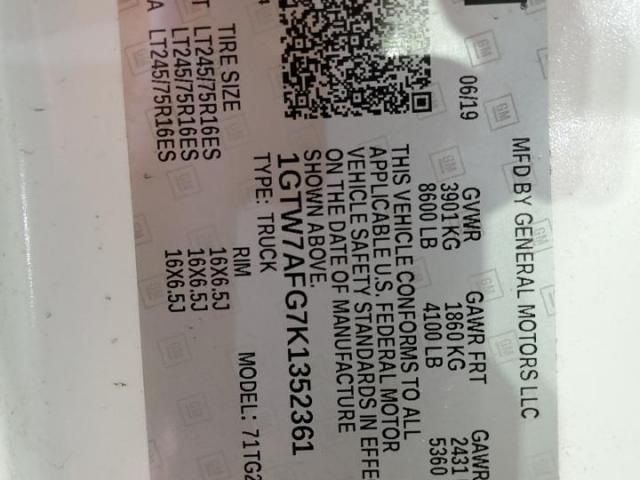 MFD BY GENERAL MOTORS LLC
06/19
GVWR GAWR FRT GAWR
3901 KG 1860 KG 2431
8600 LB 4100 LB 5360
THIS VEHICLE CONFORMS TO ALL
APPLICABLE U.S. FEDERAL MOTOR
VEHICLE SAFETY STANDARDS IN EFFE
ON THE DATE OF MANUFACTURE
SHOWN ABOVE.
1GTW7AFG7K1352361
TYPE: TRUCK MODEL: 71TG2
TIRE SIZE RIM
LT245/75R16ES 16X6.5J
LT245/75R16ES 16X6.5J
LT245/75R16ES 16X6.5J
GM